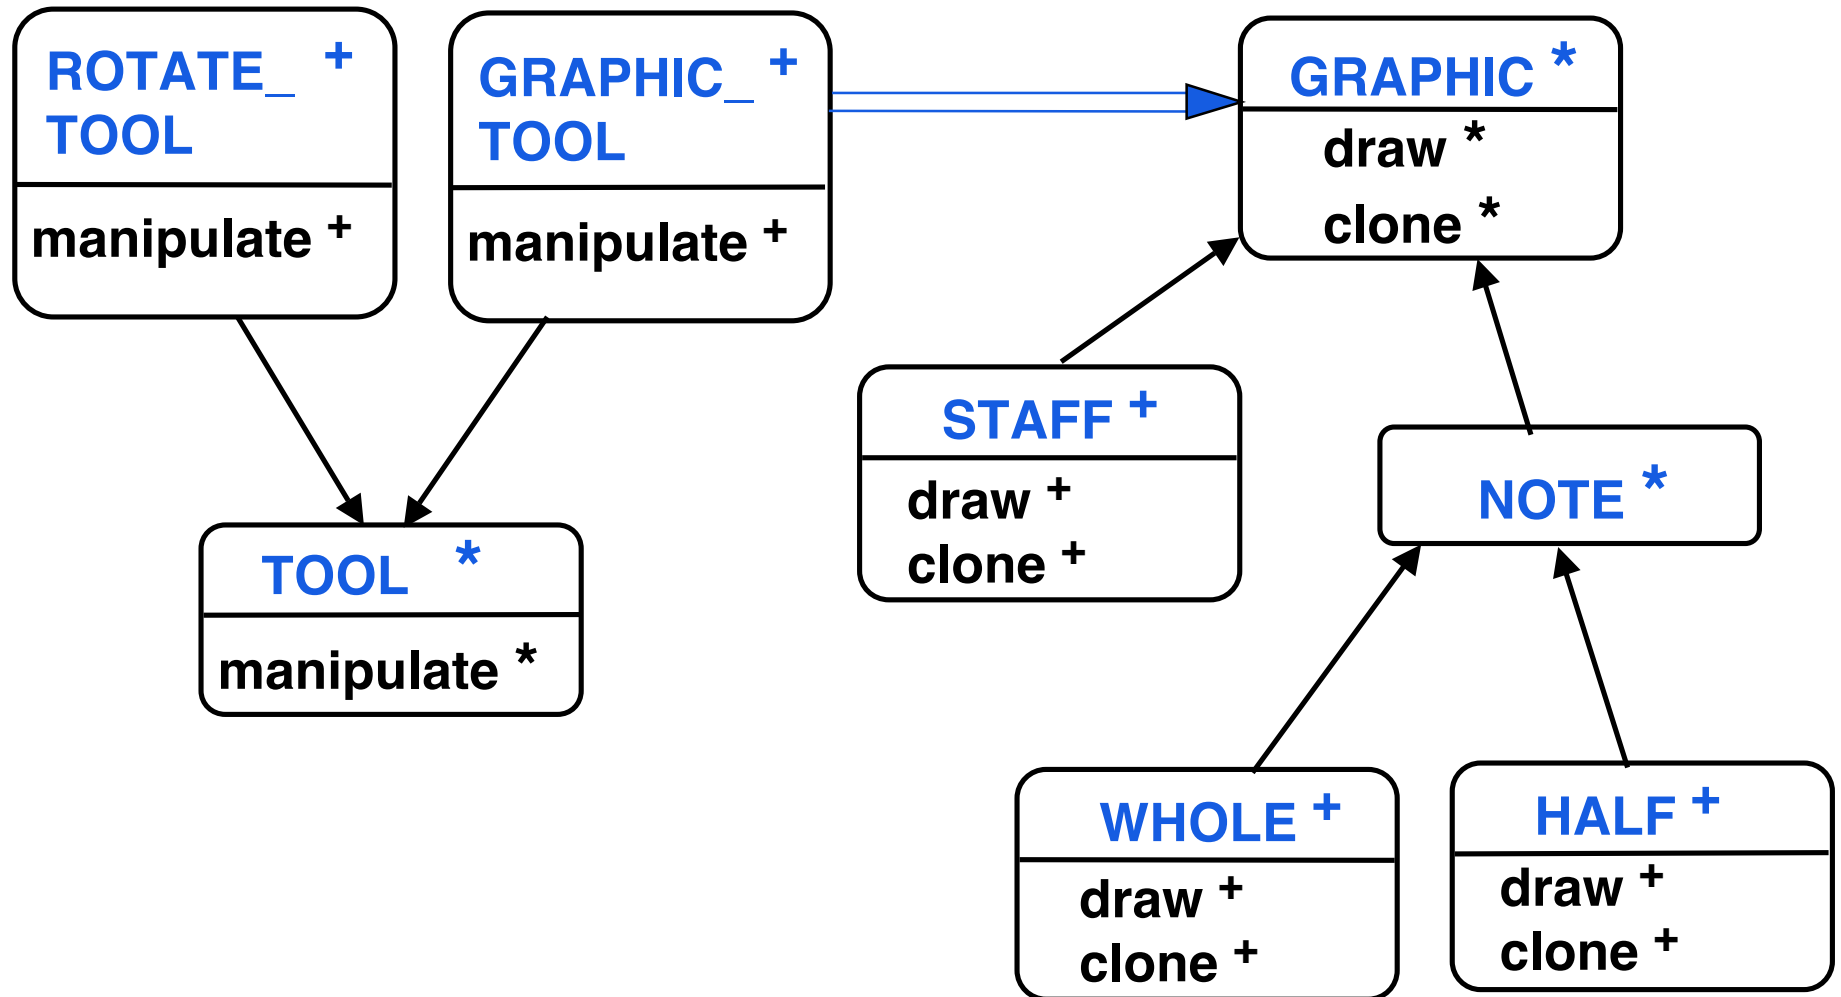 ROTATE_ +
TOOL
manipulate +
GRAPHIC_ +
TOOL
manipulate +
GRAPHIC *
draw *
clone *
STAFF +
draw +
clone +
NOTE *
TOOL *
manipulate *
WHOLE +
draw +
clone +
HALF +
draw +
clone +